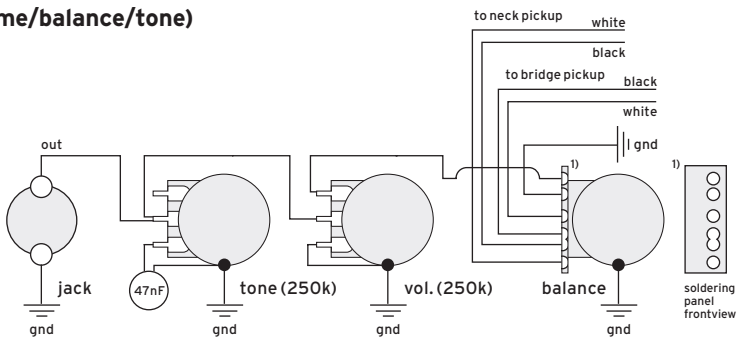 me/balance/tone)
to neck pickup
white
black
to bridge pickup
black
white
out
gnd
1)
1)
jack
47nF
tone (250k)
vol. (250k)
balance
soldering
panel
frontview
gnd
gnd
gnd
gnd